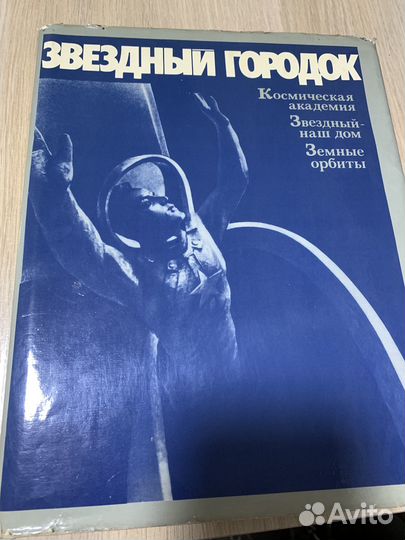 ЗВЕЗДНЫЙ ГОРОДОК
Космическая
академия
Звездный-
наш дом
Земные
орбиты
Avito